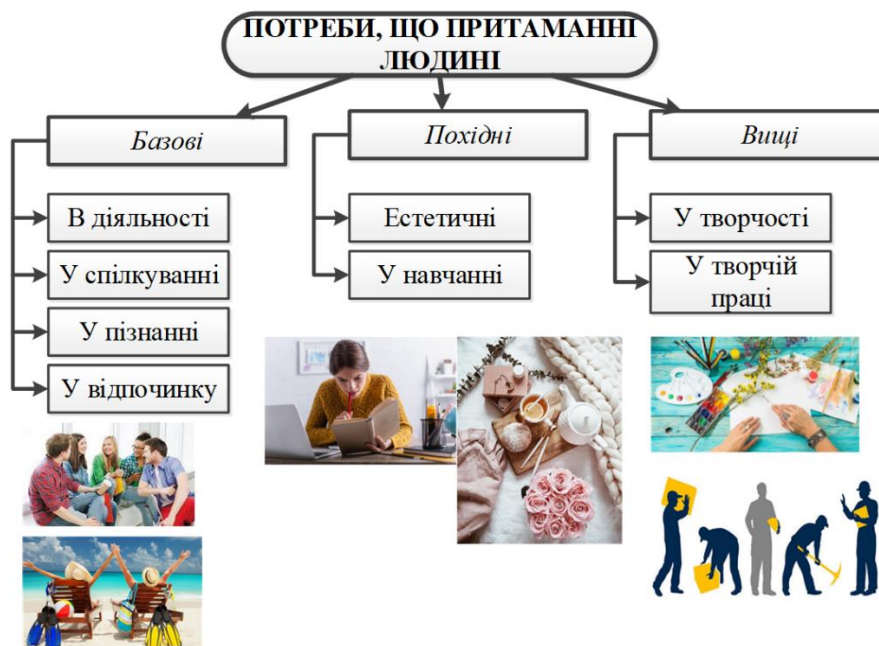 ПОТРЕБИ, ЩО ПРИТАМАННІ
ЛЮДИНІ
Базові
В діяльності
У спілкуванні
У пізнанні
У відпочинку
Похідні
Естетичні
У навчанні
Вищі
У творчості
У творчій
праці